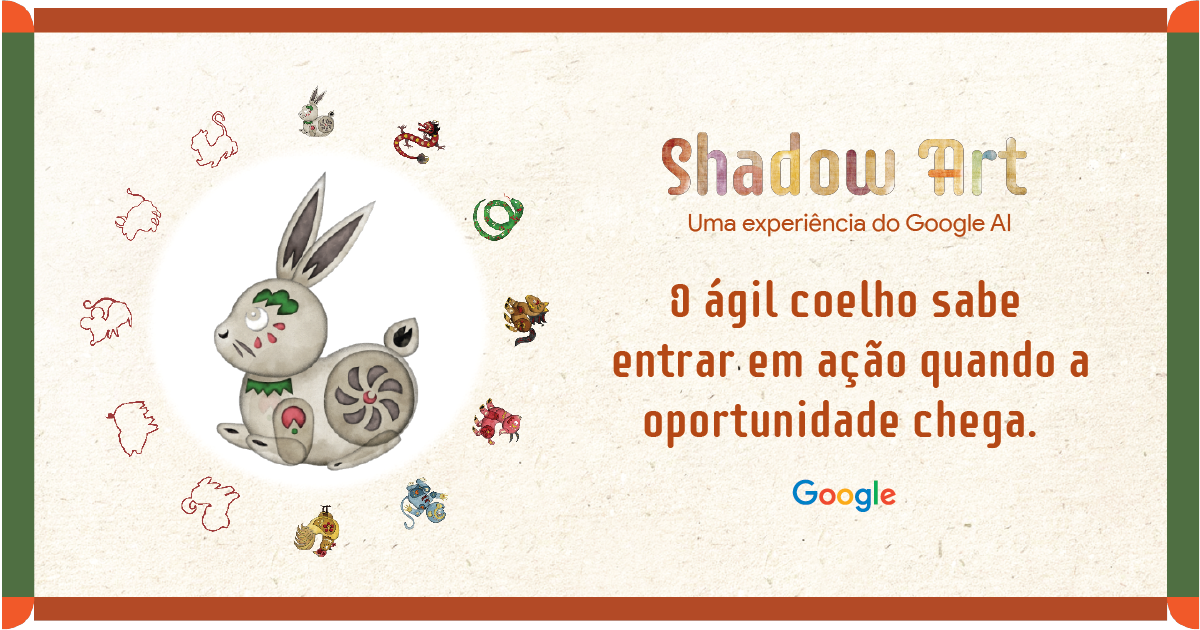 Shadow Art
Uma experiência do Google AI
O ágil coelho sabe
entrar em ação quando a
oportunidade chega.
Google